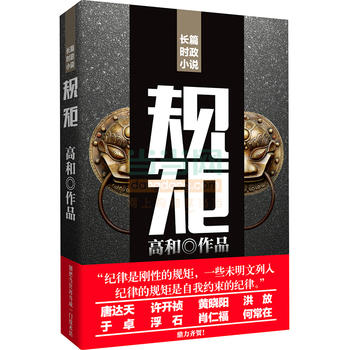 长篇
时政
小说
规矩
高和◎作品
长篇
时政
小说
规矩
高和◎作品
“纪律是刚性的规矩，一些未明文列入
纪律的规矩是自我约束的纪律。”
唐达天 许开祯 黄晓阳 洪放
于卓 浮石 肖仁福 何常在
鼎力齐贺！